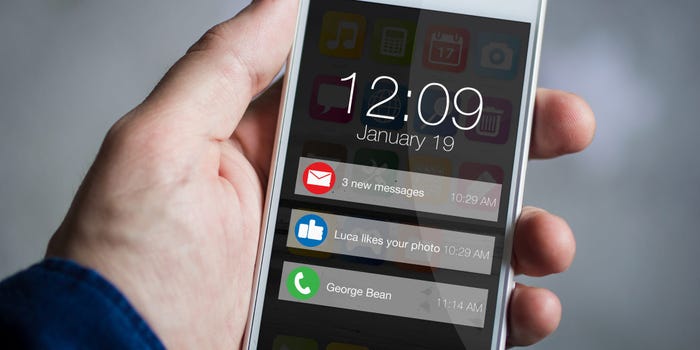 17
12:09
January 19
3 new messages 10:29 AM
Luca likes your photo 10:29 AM
George Bean 11:14 AM